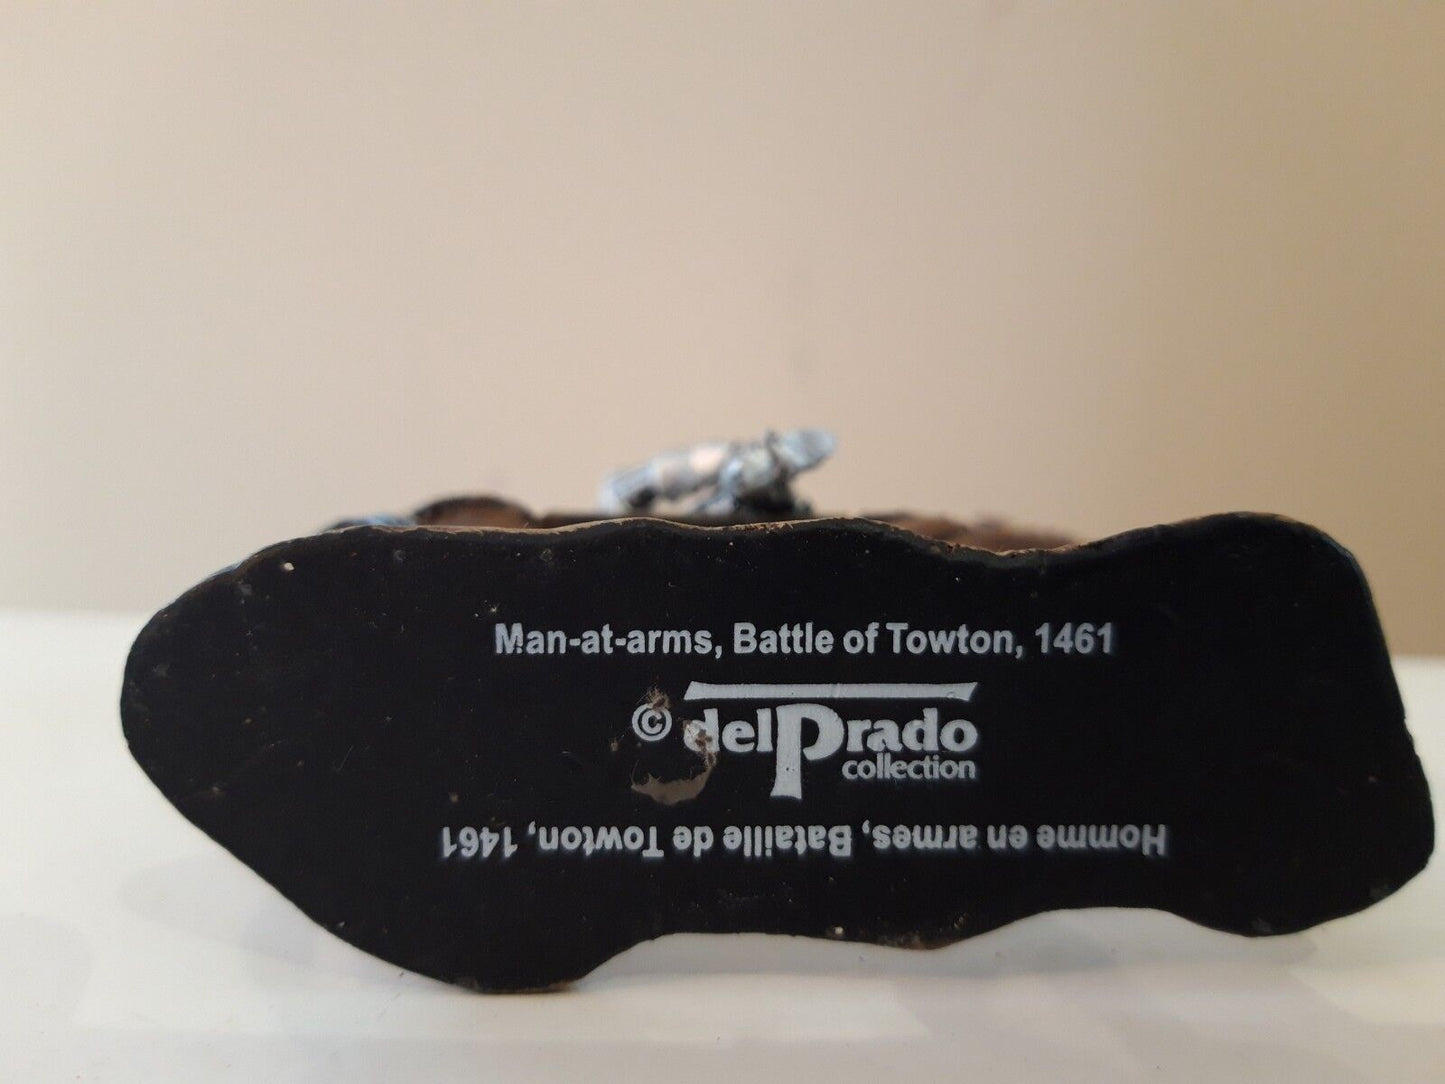 Man-at-arms, Battle of Towton, 1461
© delPrado
collection
Homme en armes, Bataille de Towton, 1461